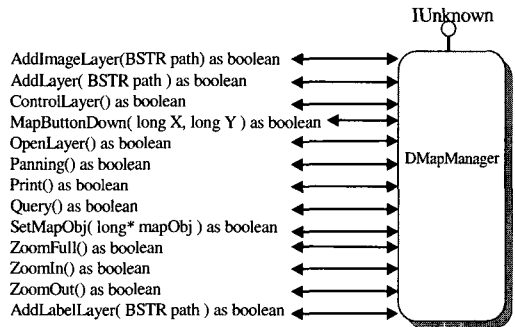 IUnknown
AddImageLayer(BSTR path) as boolean
AddLayer( BSTR path ) as boolean
ControlLayer() as boolean
MapButtonDown( long X, long Y ) as boolean
OpenLayer() as boolean
Panning() as boolean
DMapManager
Print() as boolean
Query() as boolean
SetMapObj( long* mapObj ) as boolean
ZoomFull() as boolean
ZoomIn() as boolean
ZoomOut() as boolean
AddLabelLayer( BSTR path ) as boolean